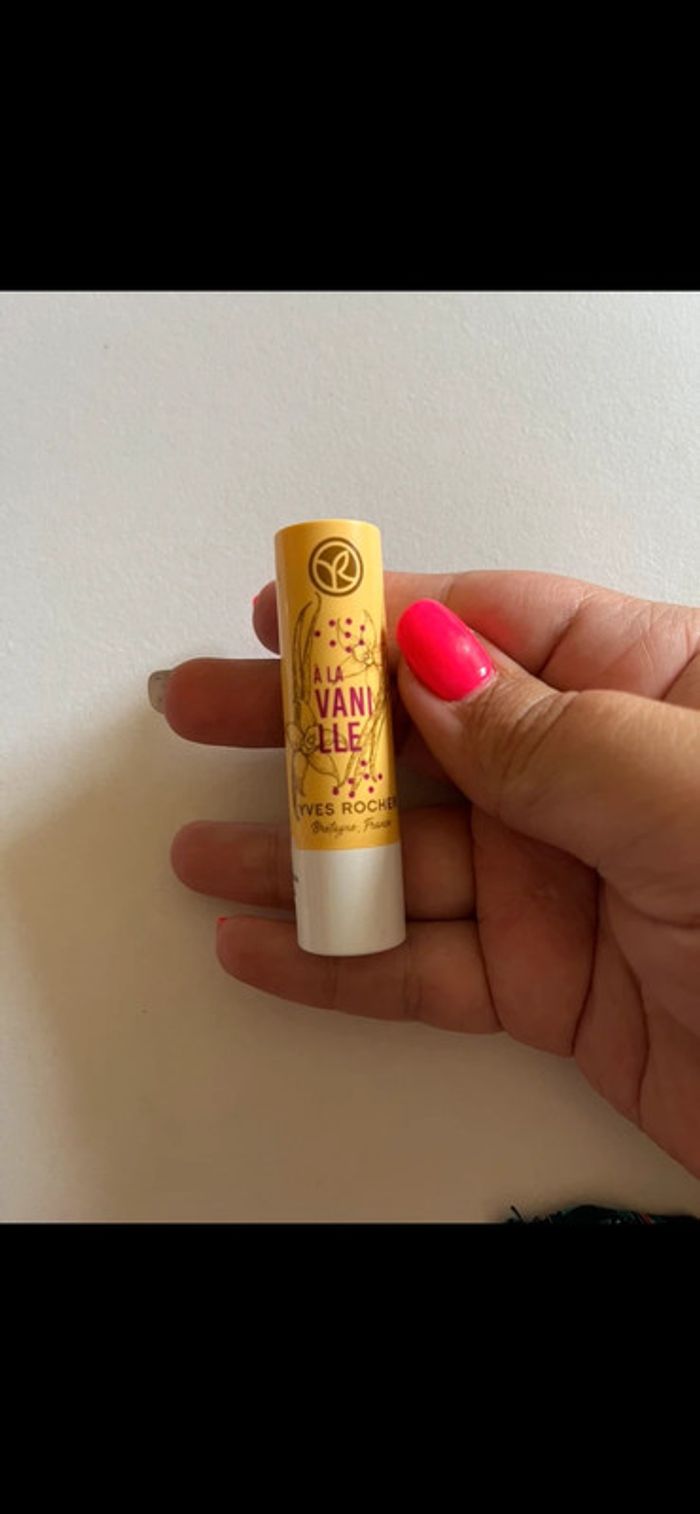 À LA
VANI
LLE
YVES ROCHER
Bretagne, France